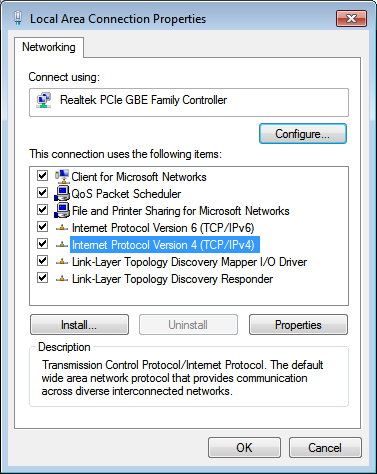 Local Area Connection Properties
Networking
Connect using:
Realtek PCIe GBE Family Controller
Configure...
This connection uses the following items:
Client for Microsoft Networks
QoS Packet Scheduler
File and Printer Sharing for Microsoft Networks
Internet Protocol Version 6 (TCP/IPv6)
Internet Protocol Version 4 (TCP/IPv4)
Link-Layer Topology Discovery Mapper I/O Driver
Link-Layer Topology Discovery Responder
Install... Uninstall Properties
Description
Transmission Control Protocol/Internet Protocol. The default
wide area network protocol that provides communication
across diverse interconnected networks.
OK Cancel